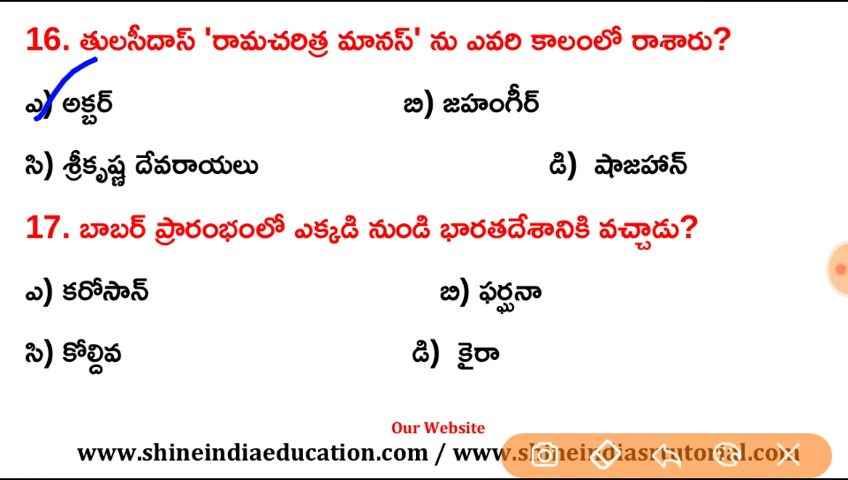 16. తులసీదాస్ 'రామచరిత్ర మానస్' ను ఎవరి కాలంలో రాశారు?
ఎ) అక్బర్ బి) జహంగీర్
సి) శ్రీకృష్ణ దేవరాయలు డి) షాజహాన్
17. బాబర్ ప్రారంభంలో ఎక్కడి నుండి భారతదేశానికి వచ్చాడు?
ఎ) కరోసాన్ బి) ఫర్ఘనా
సి) కోల్దివ డి) కైరా
Our Website
www.shineindiaeducation.com / www.shineindiasrtutorial.com